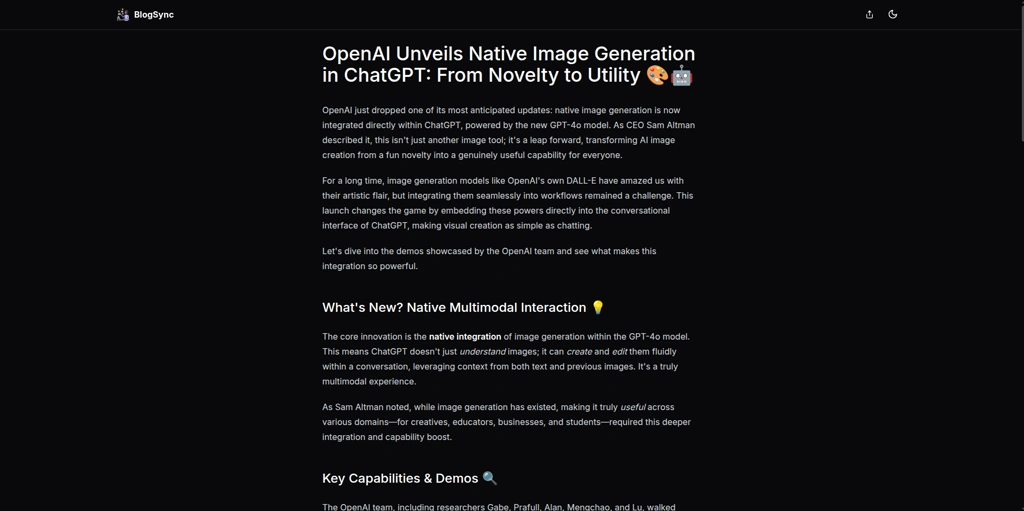 BlogSync
OpenAI Unveils Native Image Generation
in ChatGPT: From Novelty to Utility 🎨🤖
OpenAI just dropped one of its most anticipated updates: native image generation is now
integrated directly within ChatGPT, powered by the new GPT-4o model. As CEO Sam Altman
described it, this isn't just another image tool; it's a leap forward, transforming AI image
creation from a fun novelty into a genuinely useful capability for everyone.
For a long time, image generation models like OpenAI's own DALL-E have amazed us with
their artistic flair, but integrating them seamlessly into workflows remained a challenge. This
launch changes the game by embedding these powers directly into the conversational
interface of ChatGPT, making visual creation as simple as chatting.
Let's dive into the demos showcased by the OpenAI team and see what makes this
integration so powerful.
What's New? Native Multimodal Interaction 💡
The core innovation is the native integration of image generation within the GPT-4o model.
This means ChatGPT doesn't just understand images; it can create and edit them fluidly
within a conversation, leveraging context from both text and previous images. It's a truly
multimodal experience.
As Sam Altman noted, while image generation has existed, making it truly useful across
various domains—for creatives, educators, businesses, and students—required this deeper
integration and capability boost.
Key Capabilities & Demos 🔍
The OpenAI team, including researchers Gabe, Prafull, Alan, Mengchao, and Lu, walked